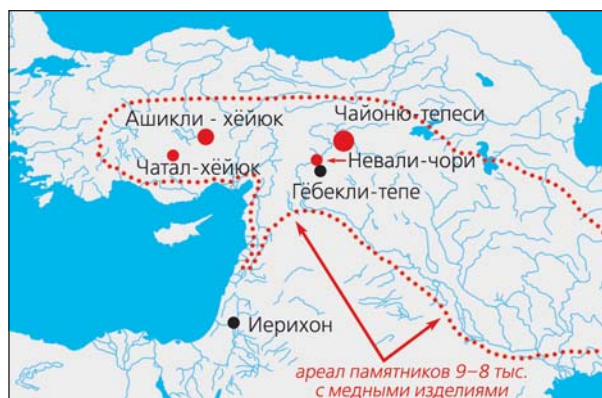 Ашикли - хёйюк
Чайоню-тепеси
Чатал-хёйюк
Невали-чори
Гёбекли-тепе
Иерихон
ареал памятников 9–8 тыс.
с медными изделиями